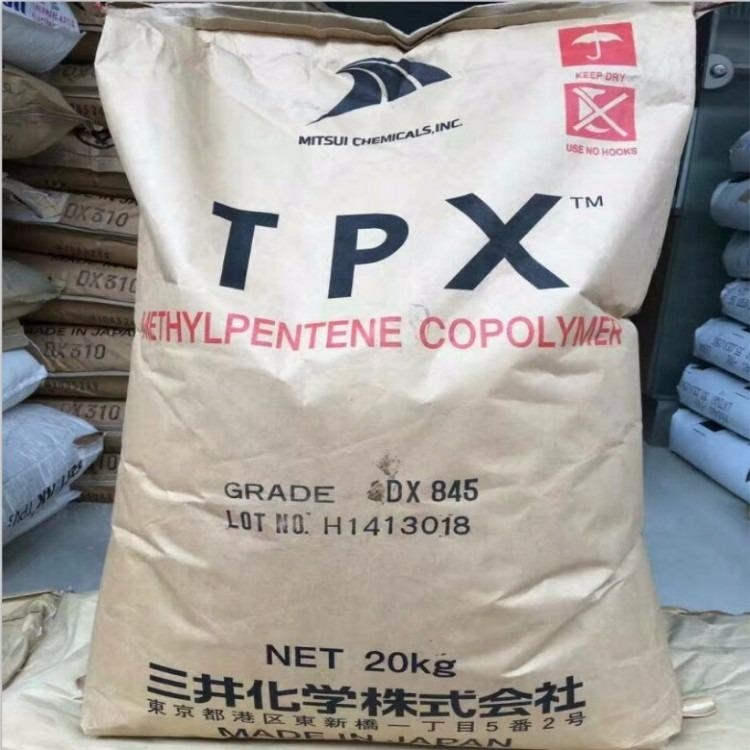 KEEP DRY
USE NO HOOKS
MITSUI CHEMICALS,INC.
TPX™
METHYLPENTENE COPOLYMER
GRADE DX 845
LOT NO. H1413018
NET 20kg
三井化学株式会社
東京都港区東新橋一丁目5番2号
MADE IN JAPAN
DX310
DX310
MADE IN JAPAN
DX310
DX310